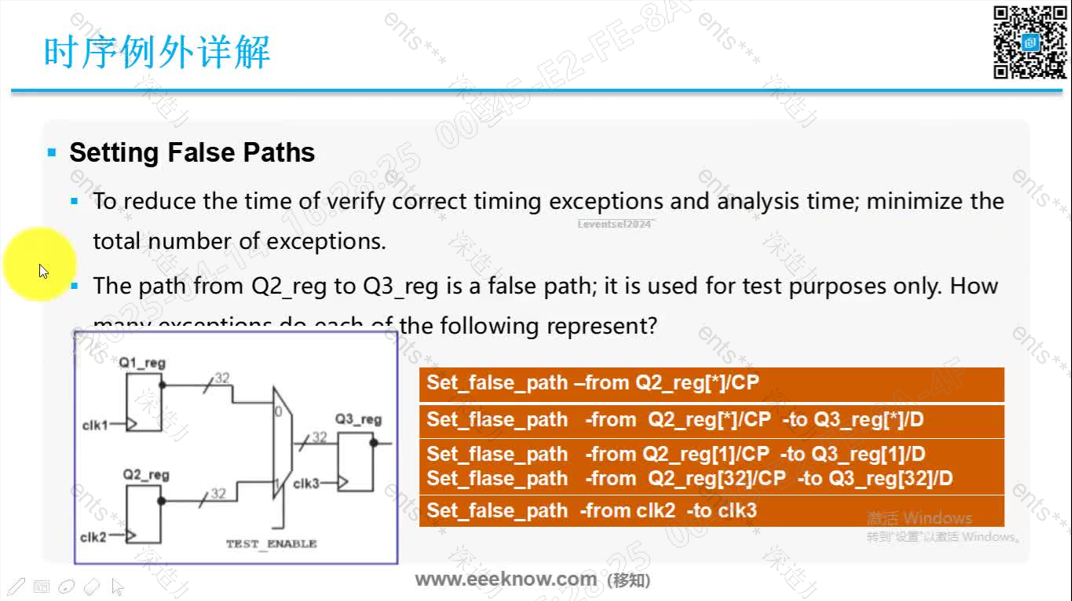 时序例外详解
Setting False Paths
To reduce the time of verify correct timing exceptions and analysis time; minimize the
total number of exceptions.
Leventsel2024
The path from Q2_reg to Q3_reg is a false path; it is used for test purposes only. How
many exceptions do each of the following represent?
Q1_reg
32
clk1
0
Q3_reg
32
Q2_reg
1
clk3
32
clk2
TEST_ENABLE
Set_false_path –from Q2_reg[*]/CP
Set_flase_path -from Q2_reg[*]/CP -to Q3_reg[*]/D
Set_flase_path -from Q2_reg[1]/CP -to Q3_reg[1]/D
Set_flase_path -from Q2_reg[32]/CP -to Q3_reg[32]/D
Set_flase_path -from clk2 -to clk3
激活 Windows
转到"设置"以激活 Windows。
www.eeeknow.com (移知)